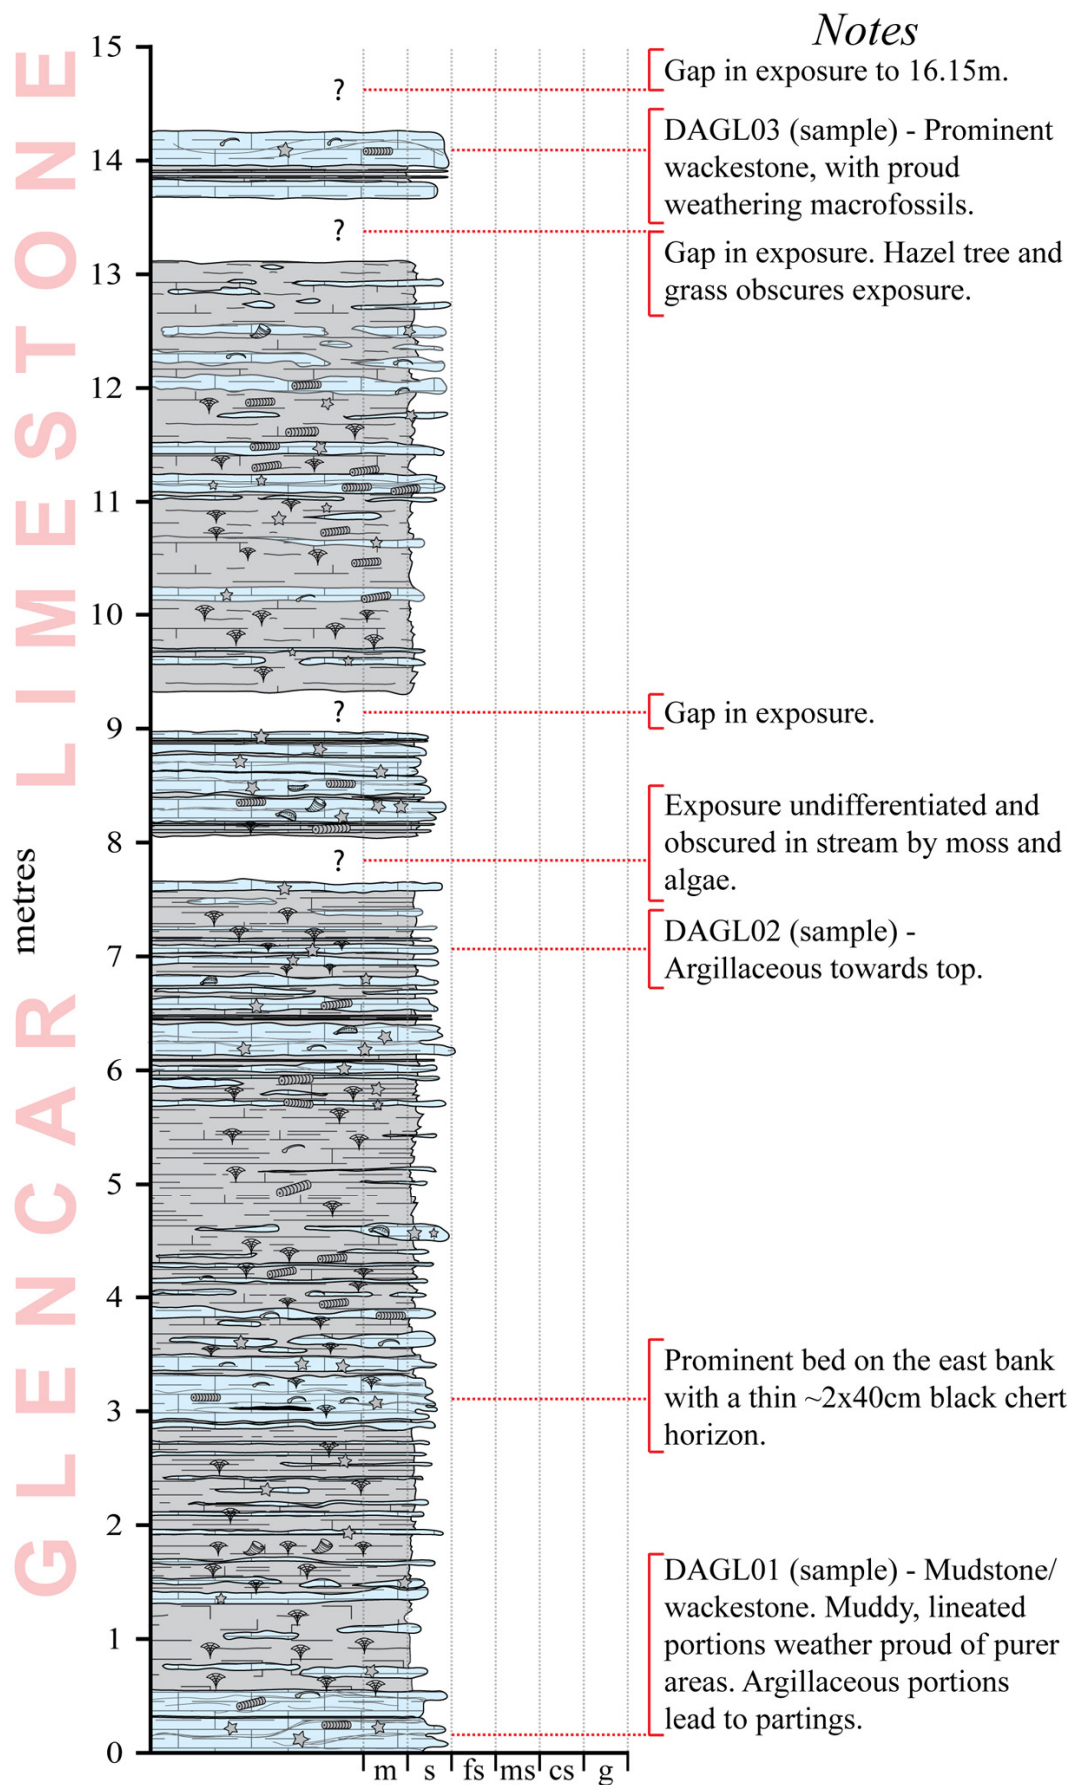 Notes
GLENCAR LIMESTONE
metres
15
14
13
12
11
10
9
8
7
6
5
4
3
2
1
0
?
?
?
?
Gap in exposure to 16.15m.
DAGL03 (sample) - Prominent
wackestone, with proud
weathering macrofossils.
Gap in exposure. Hazel tree and
grass obscures exposure.
Gap in exposure.
Exposure undifferentiated and
obscured in stream by moss and
algae.
DAGL02 (sample) -
Argillaceous towards top.
Prominent bed on the east bank
with a thin ~2x40cm black chert
horizon.
DAGL01 (sample) - Mudstone/
wackestone. Muddy, lineated
portions weather proud of purer
areas. Argillaceous portions
lead to partings.
m s fs ms cs g